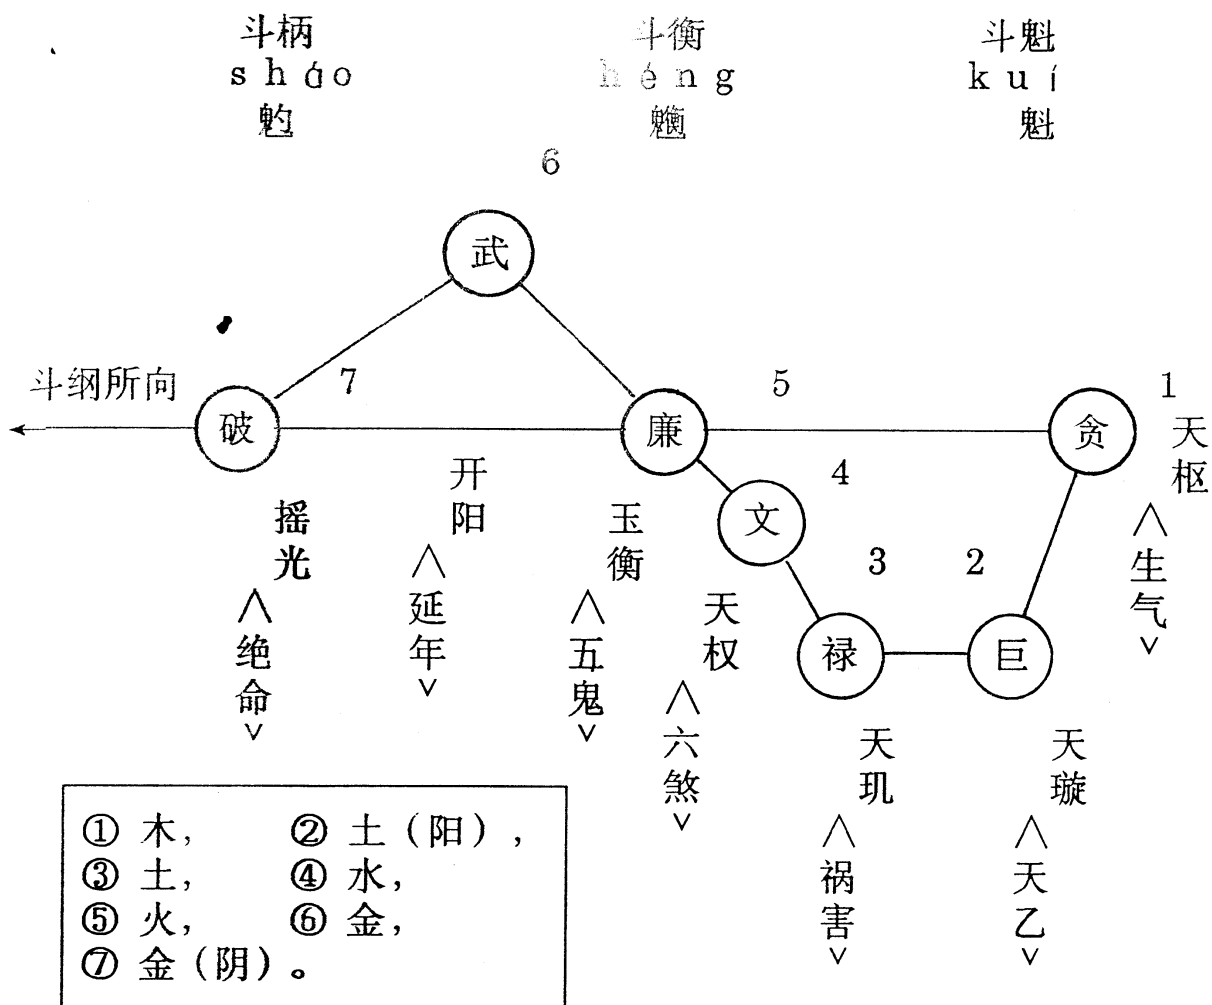 斗柄
sháo
魒
斗衡
héng
斗魁
kuí
魁
6
武
斗纲所向
破
7
廉
5
贪
1
天枢
〈生气〉
开阳
〈延年〉
摇光
〈绝命〉
玉衡
〈五鬼〉
文
4
天权
〈六煞〉
禄
3
天玑
〈祸害〉
巨
2
天璇
〈天乙〉
① 木， ② 土（阳），
③ 土， ④ 水，
⑤ 火， ⑥ 金，
⑦ 金（阴）。